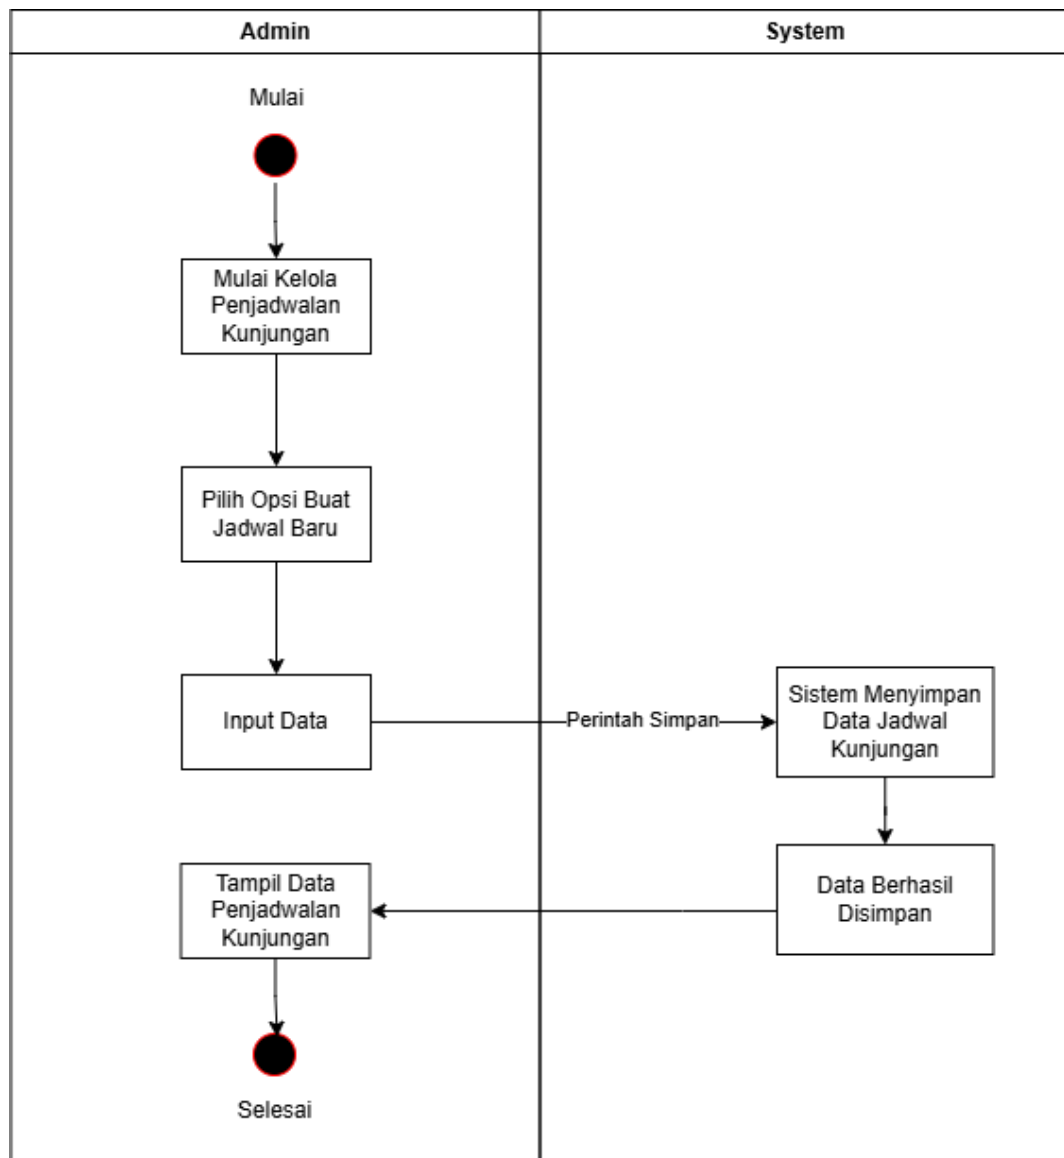 Admin
System
Mulai
Mulai Kelola
Penjadwalan
Kunjungan
Pilih Opsi Buat
Jadwal Baru
Input Data
Perintah Simpan
Sistem Menyimpan
Data Jadwal
Kunjungan
Data Berhasil
Disimpan
Tampil Data
Penjadwalan
Kunjungan
Selesai